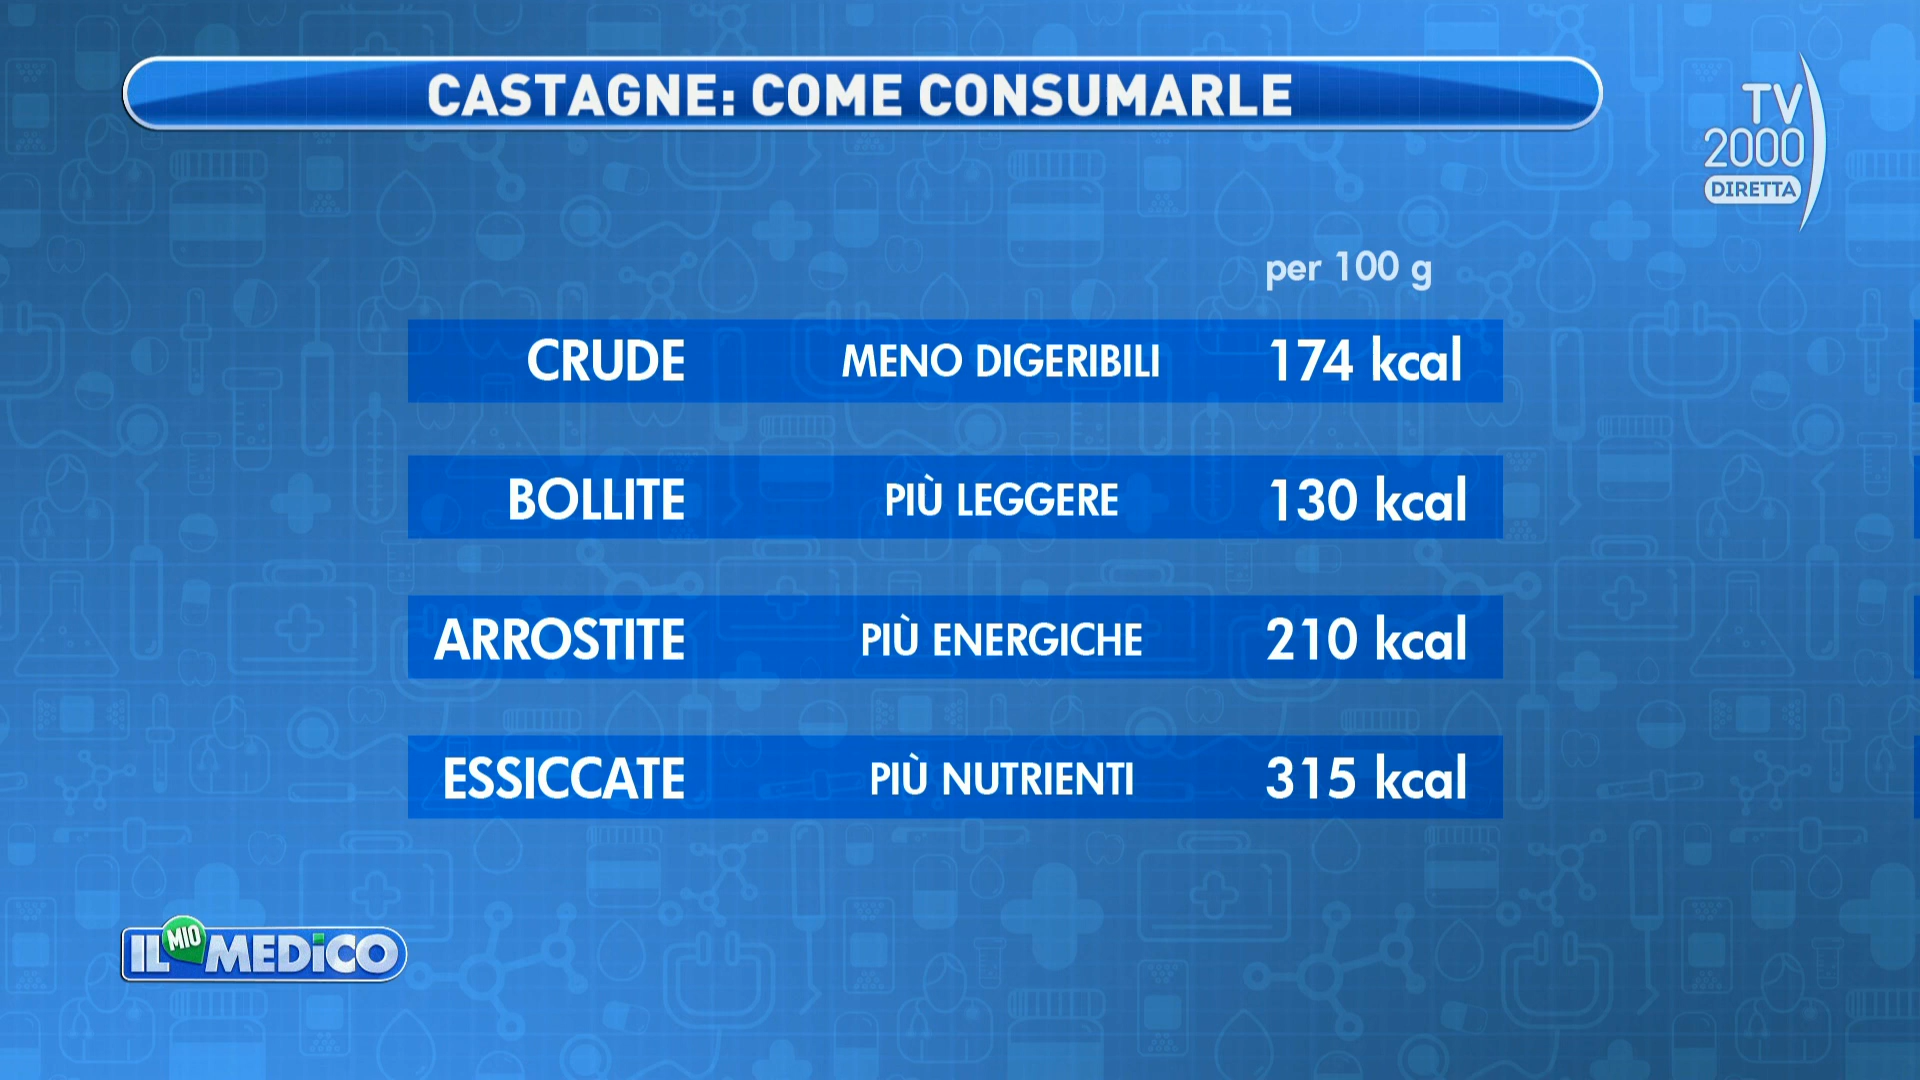 CASTAGNE: COME CONSUMARLE
TV
2000
DIRETTA
per 100 g
CRUDE MENO DIGERIBILI 174 kcal
BOLLITE PIÙ LEGGERE 130 kcal
ARROSTITE PIÙ ENERGICHE 210 kcal
ESSICCATE PIÙ NUTRIENTI 315 kcal
IL MIO MEDICO